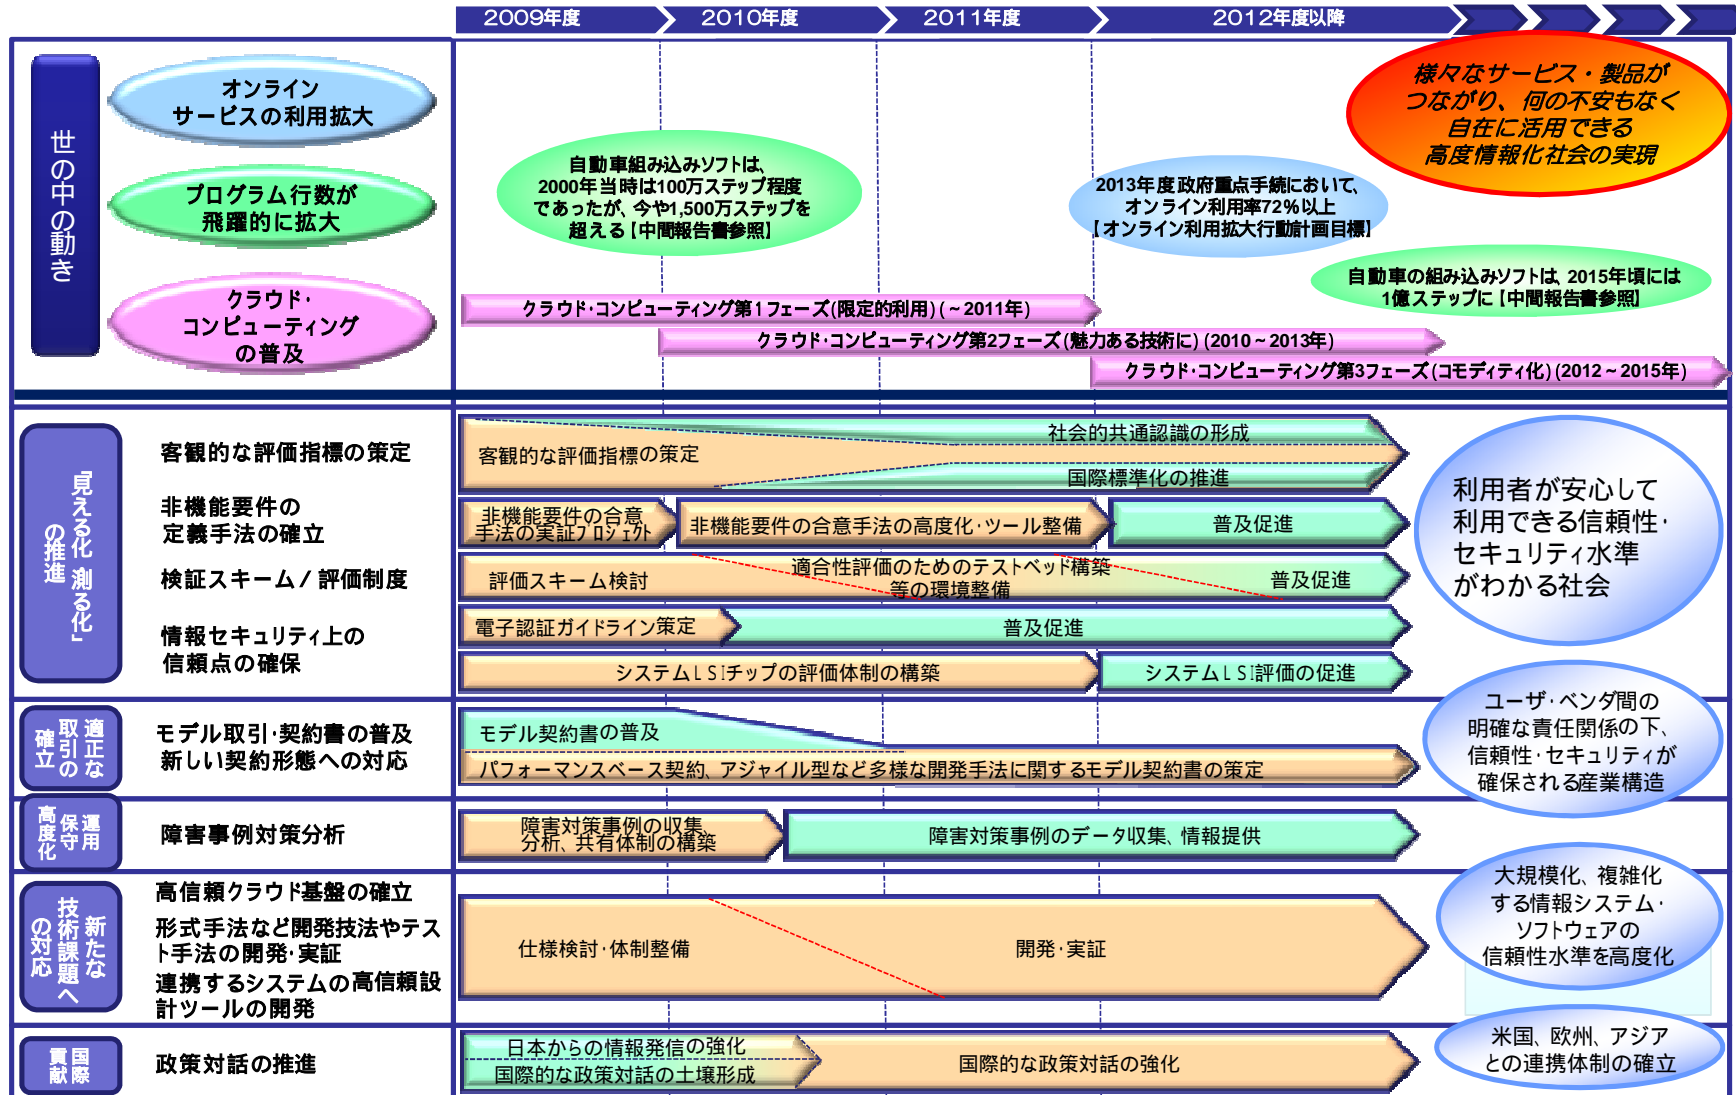 2009年度
2010年度
2011年度
2012年度以降
世の中の動き
オンライン
サービスの利用拡大
プログラム行数が
飛躍的に拡大
クラウド・
コンピューティング
の普及
自動車組み込みソフトは、
2000年当時は100万ステップ程度
であったが、今や1,500万ステップを
超える【中間報告書参照】
2013年度政府重点手続において、
オンライン利用率72%以上
【オンライン利用拡大行動計画目標】
様々なサービス・製品が
つながり、何の不安もなく
自在に活用できる
高度情報化社会の実現
自動車の組み込みソフトは、2015年頃には
1億ステップに【中間報告書参照】
クラウド・コンピューティング第1フェーズ(限定的利用)(~2011年)
クラウド・コンピューティング第2フェーズ(魅力ある技術に)(2010~2013年)
クラウド・コンピューティング第3フェーズ(コモディティ化)(2012~2015年)
「見える化 測る化」
の推進
客観的な評価指標の策定
客観的な評価指標の策定
社会的共通認識の形成
国際標準化の推進
非機能要件の
定義手法の確立
非機能要件の合意
手法の実証プロジェクト
非機能要件の合意手法の高度化・ツール整備
普及促進
検証スキーム/評価制度
評価スキーム検討
適合性評価のためのテストベッド構築
等の環境整備
普及促進
情報セキュリティ上の
信頼点の確保
電子認証ガイドライン策定
普及促進
システムLSIチップの評価体制の構築
システムLSI評価の促進
利用者が安心して
利用できる信頼性・
セキュリティ水準
がわかる社会
適正な
取引の
確立
モデル取引・契約書の普及
新しい契約形態への対応
モデル契約書の普及
パフォーマンスベース契約、アジャイル型など多様な開発手法に関するモデル契約書の策定
ユーザ・ベンダ間の
明確な責任関係の下、
信頼性・セキュリティが
確保される産業構造
運用
保守
高度化
障害事例対策分析
障害対策事例の収集
分析、共有体制の構築
障害対策事例のデータ収集、情報提供
新たな
技術課題へ
の対応
高信頼クラウド基盤の確立
形式手法など開発技法やテス
ト手法の開発・実証
連携するシステムの高信頼設
計ツールの開発
仕様検討・体制整備
開発・実証
大規模化、複雑化
する情報システム・
ソフトウェアの
信頼性水準を高度化
国際
貢献
政策対話の推進
日本からの情報発信の強化
国際的な政策対話の土壌形成
国際的な政策対話の強化
米国、欧州、アジア
との連携体制の確立